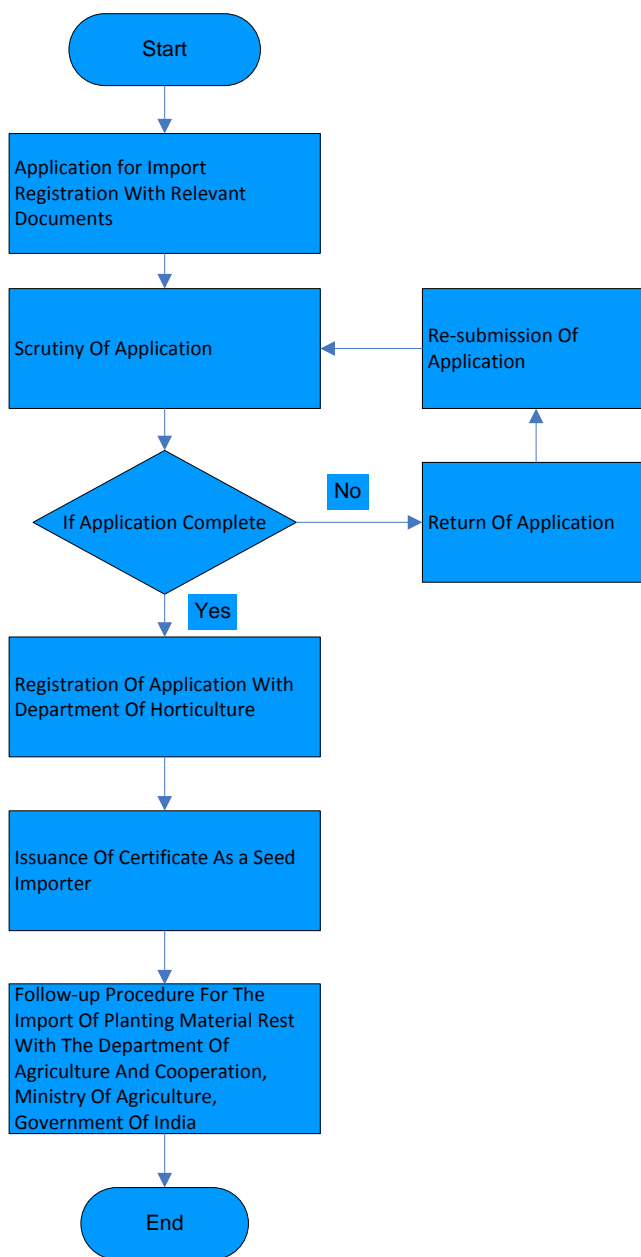 Start
Application for Import
Registration With Relevant
Documents
Scrutiny Of Application
Re-submission Of
Application
If Application Complete
No
Return Of Application
Yes
Registration Of Application With
Department Of Horticulture
Issuance Of Certificate As a Seed
Importer
Follow-up Procedure For The
Import Of Planting Material Rest
With The Department Of
Agriculture And Cooperation,
Ministry Of Agriculture,
Government Of India
End